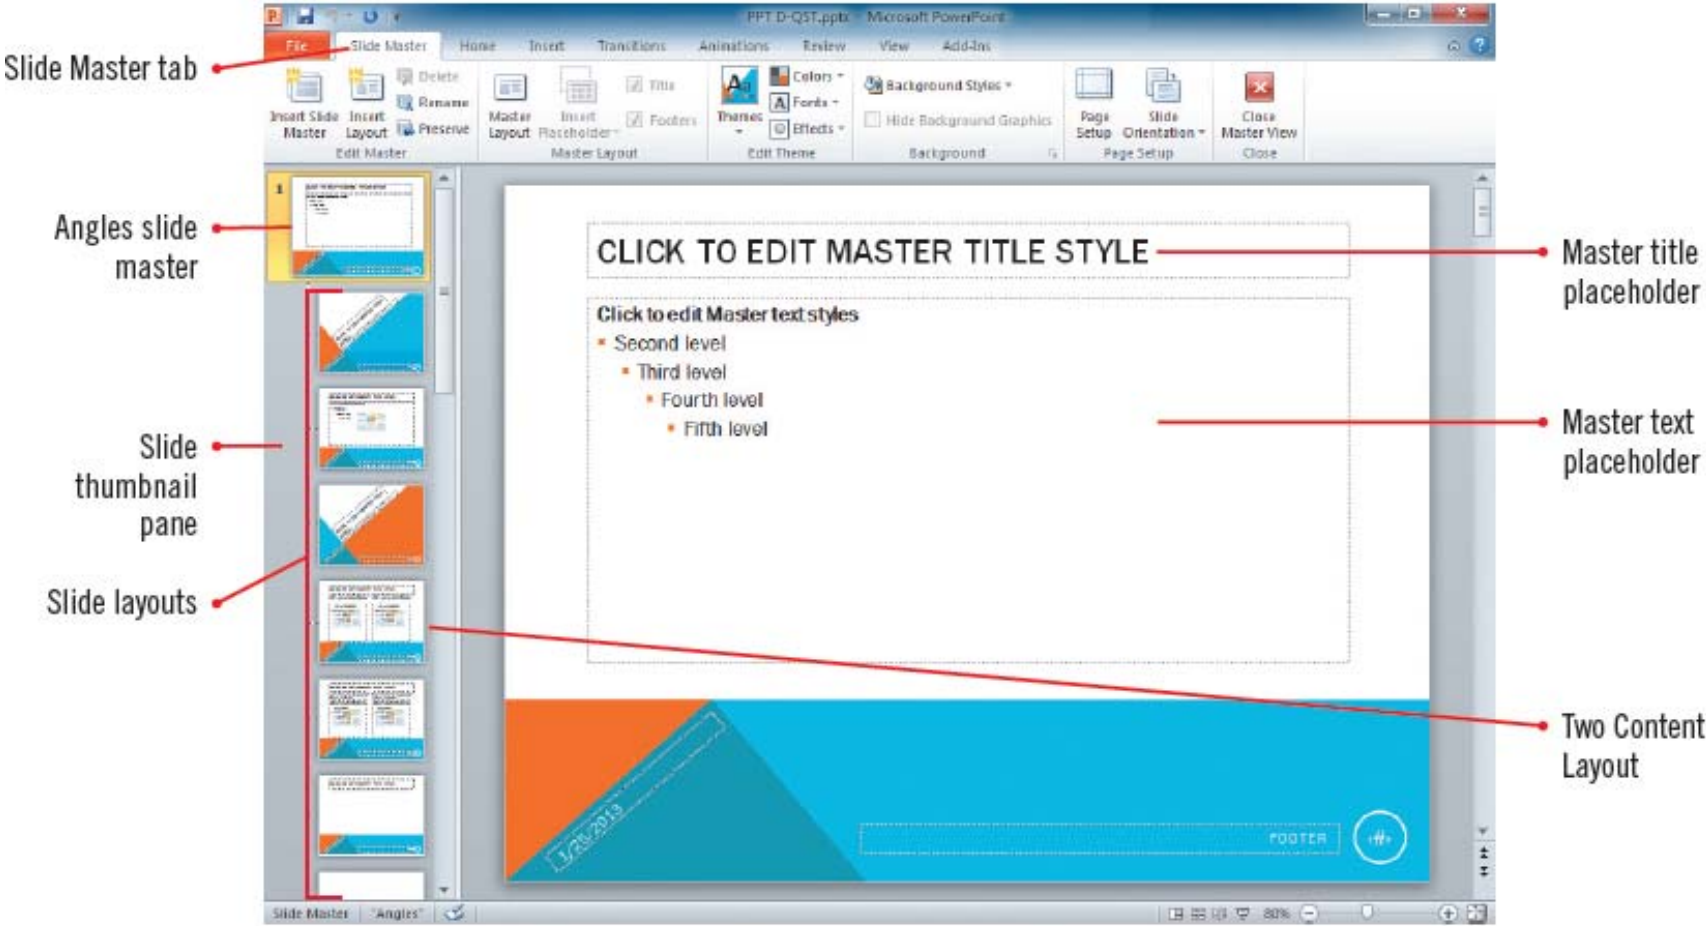 PPT D-QST.pptx - Microsoft PowerPoint
File Slide Master Home Insert Transitions Animations Review View Add-Ins
Slide Master tab
Insert Slide Master
Insert Layout
Delete
Rename
Preserve
Edit Master
Master Layout
Insert Placeholder
Title
Footers
Master Layout
Themes
Colors
Fonts
Effects
Edit Theme
Background Styles
Hide Background Graphics
Background
Page Setup
Slide Orientation
Page Setup
Close Master View
Close
Angles slide
master
1
Slide
thumbnail
pane
Slide layouts
CLICK TO EDIT MASTER TITLE STYLE
Click to edit Master text styles
Second level
Third level
Fourth level
Fifth level
1/25/2013
FOOTER
‹#›
Master title
placeholder
Master text
placeholder
Two Content
Layout
Slide Master "Angles" 80%